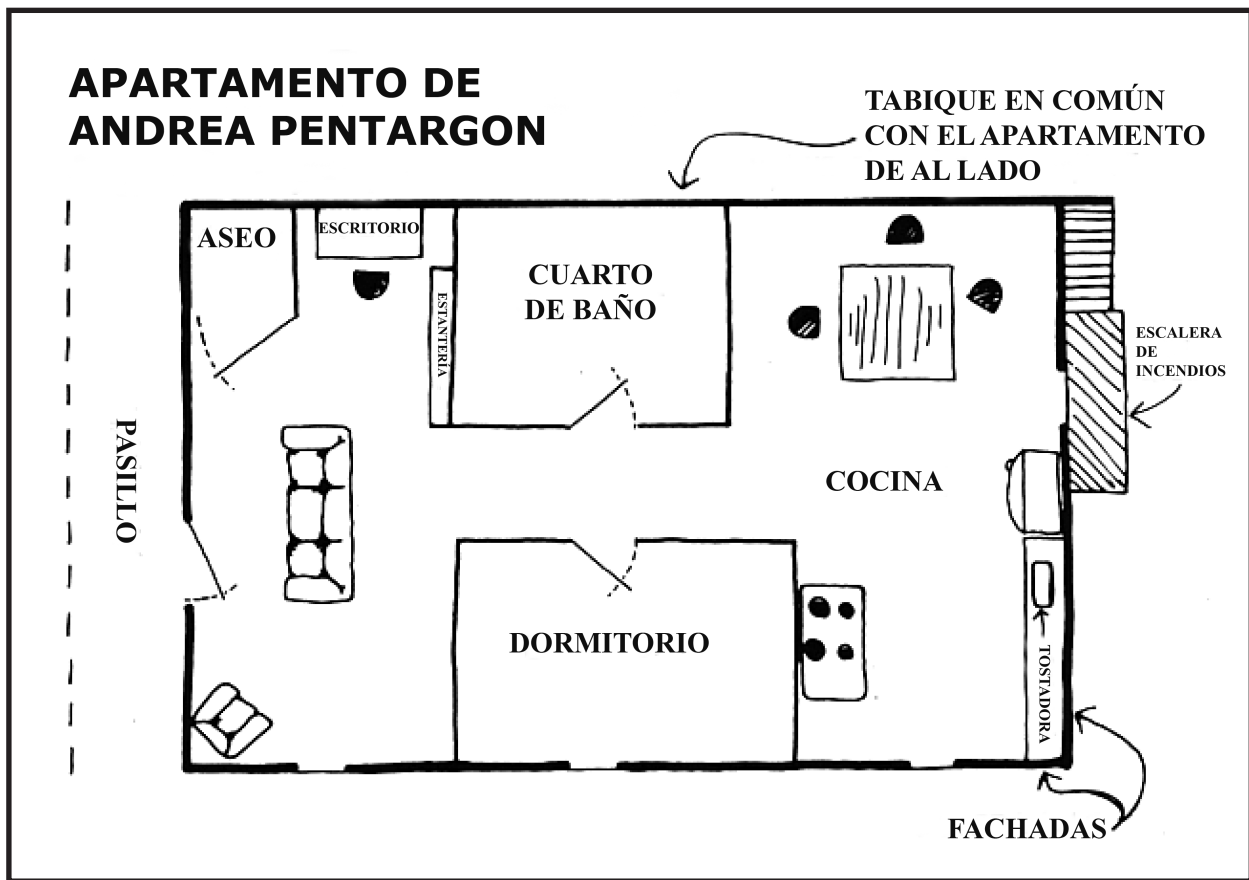 APARTAMENTO DE
ANDREA PENTARGON
TABIQUE EN COMÚN
CON EL APARTAMENTO
DE AL LADO
ASEO
ESCRITORIO
ESTANTERÍA
CUARTO
DE BAÑO
ESCALERA
DE
INCENDIOS
PASILLO
COCINA
DORMITORIO
TOSTADORA
FACHADAS